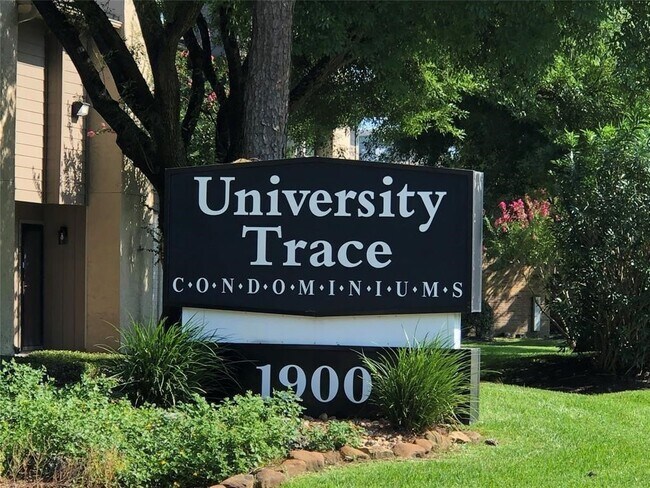 University
Trace
C•O•N•D•O•M•I•N•I•U•M•S
1900